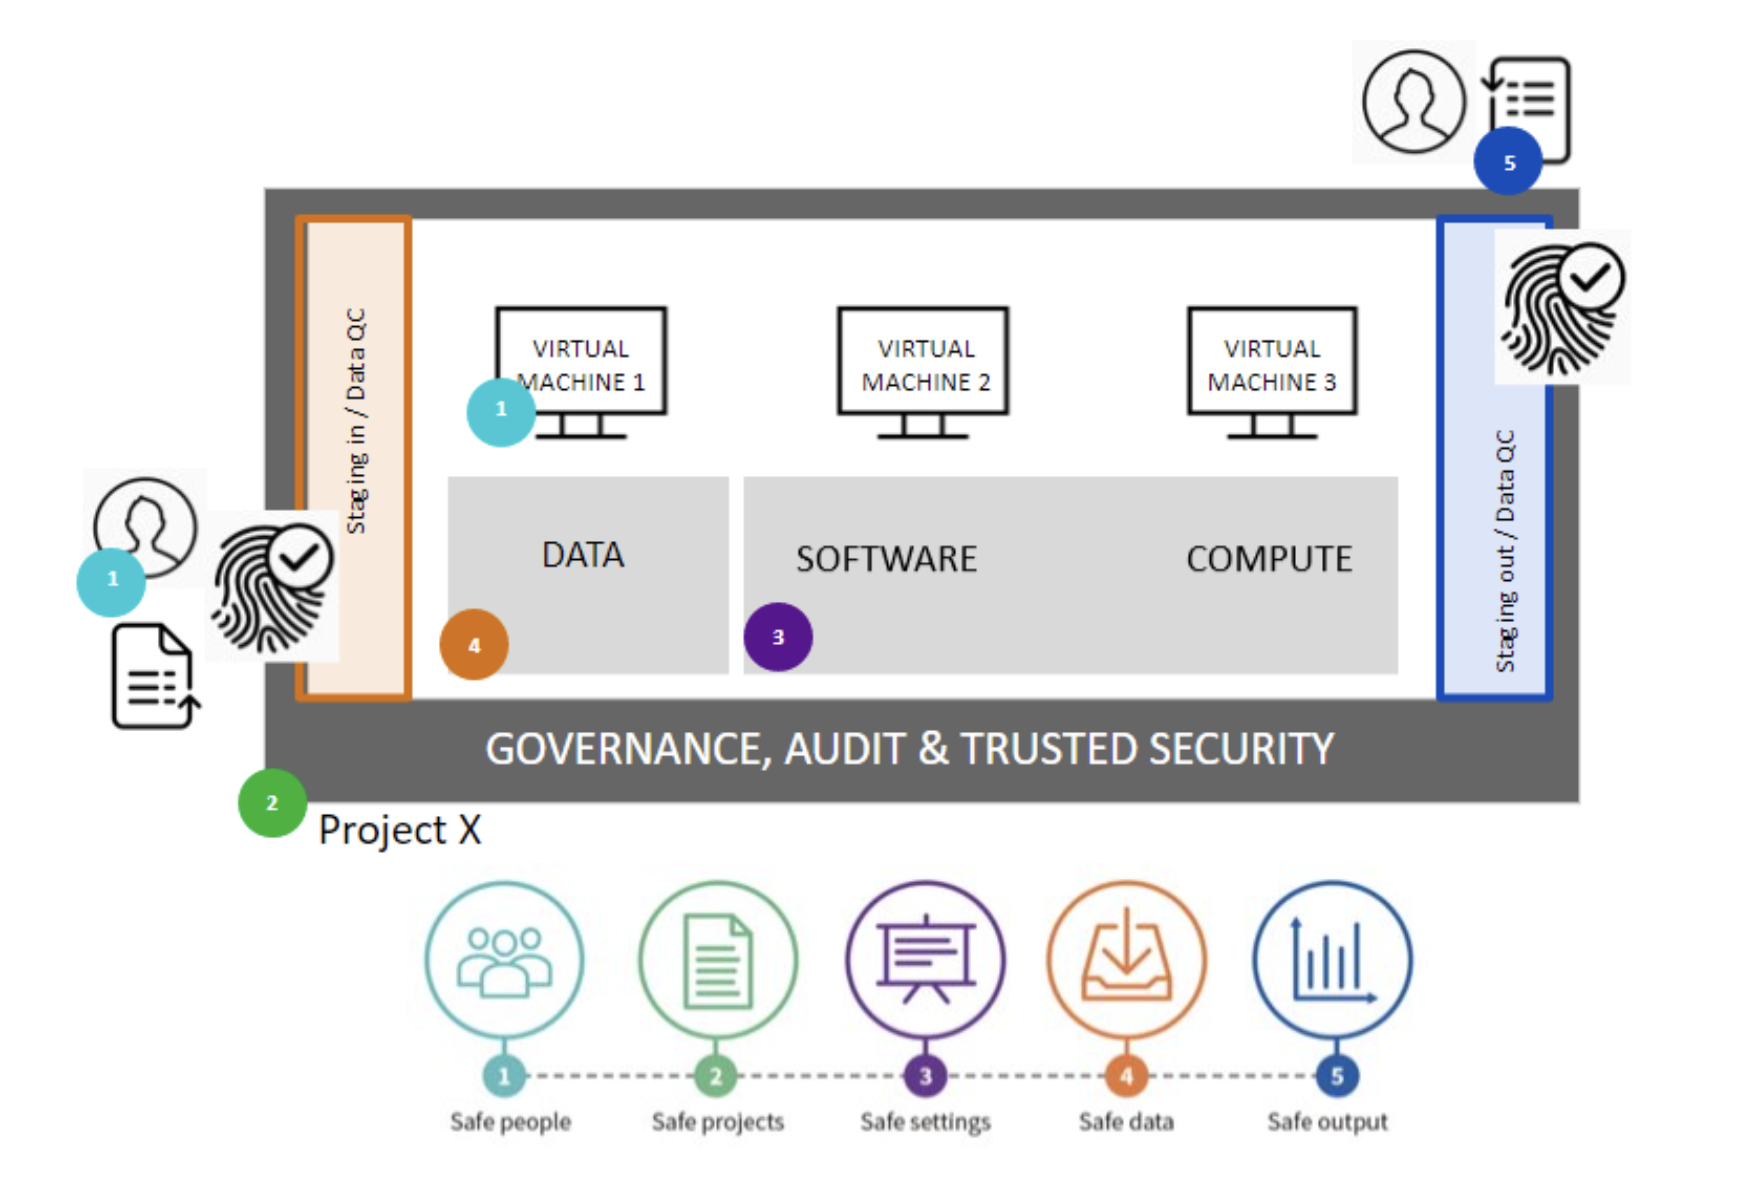 5
Staging in / Data QC
VIRTUAL
MACHINE 1
1
VIRTUAL
MACHINE 2
VIRTUAL
MACHINE 3
Staging out / Data QC
1
DATA
4
SOFTWARE
COMPUTE
3
GOVERNANCE, AUDIT & TRUSTED SECURITY
2
Project X
1
2
3
4
5
Safe people
Safe projects
Safe settings
Safe data
Safe output